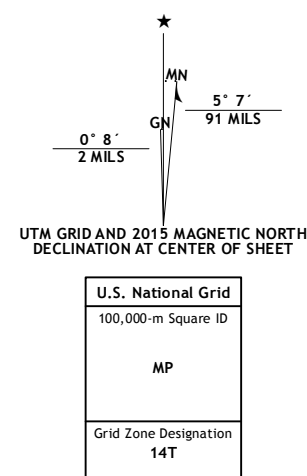 ★
MN
5° 7´
91 MILS
GN
0° 8´
2 MILS
UTM GRID AND 2015 MAGNETIC NORTH
DECLINATION AT CENTER OF SHEET
U.S. National Grid
100,000-m Square ID
MP
Grid Zone Designation
14T